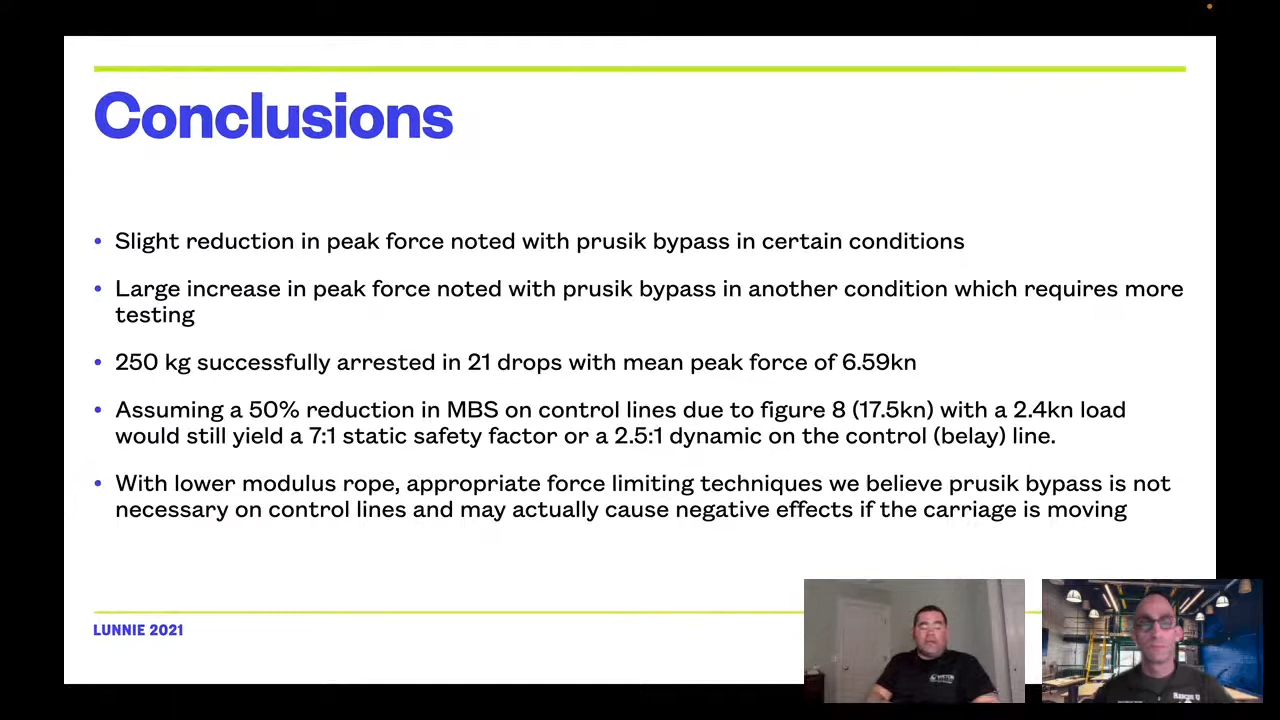 Conclusions
• Slight reduction in peak force noted with prusik bypass in certain conditions
• Large increase in peak force noted with prusik bypass in another condition which requires more
testing
• 250 kg successfully arrested in 21 drops with mean peak force of 6.59kn
• Assuming a 50% reduction in MBS on control lines due to figure 8 (17.5kn) with a 2.4kn load
would still yield a 7:1 static safety factor or a 2.5:1 dynamic on the control (belay) line.
• With lower modulus rope, appropriate force limiting techniques we believe prusik bypass is not
necessary on control lines and may actually cause negative effects if the carriage is moving
LUNNIE 2021